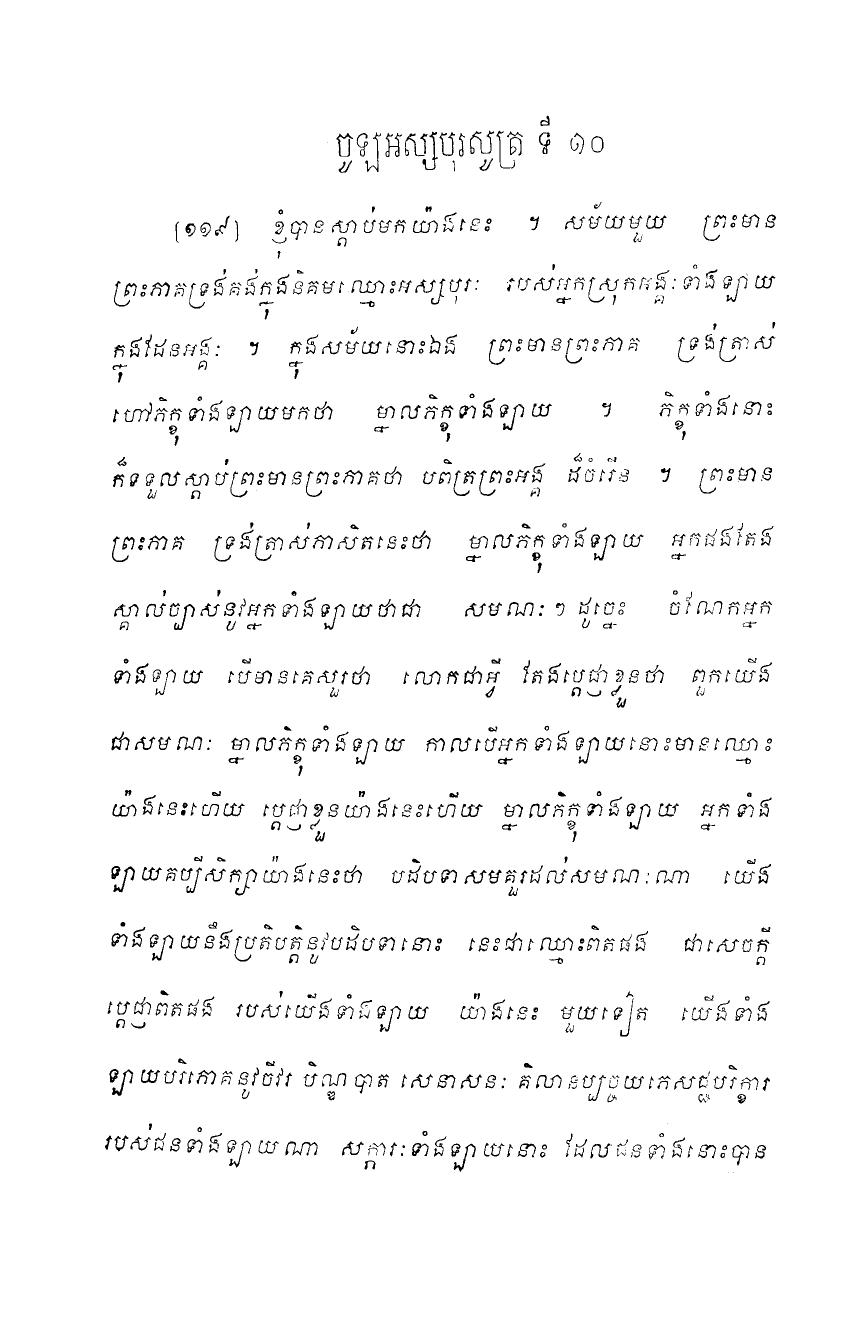 ចូឡអស្សបុរសូត្រ ទី ១០
[១១៩] ខ្ញុំបានស្តាប់មកយ៉ាងនេះ ។ សម័យមួយ ព្រះមាន
ព្រះភាគទ្រង់គង់ក្នុងនិគមឈ្មោះអស្សបុរៈ របស់អ្នកស្រុកអង្គៈទាំងឡាយ
ក្នុងដែនអង្គៈ ។ ក្នុងសម័យនោះឯង ព្រះមានព្រះភាគ ទ្រង់ត្រាស់
ហៅភិក្ខុទាំងឡាយមកថា ម្នាលភិក្ខុទាំងឡាយ ។ ភិក្ខុទាំងនោះ
ក៏ទទួលស្តាប់ព្រះមានព្រះភាគថា បពិត្រព្រះអង្គ ដ៏ចំរើន ។ ព្រះមាន
ព្រះភាគ ទ្រង់ត្រាស់ភាសិតនេះថា ម្នាលភិក្ខុទាំងឡាយ អ្នកផងតែង
ស្គាល់ច្បាស់នូវអ្នកទាំងឡាយថាជា សមណៈ ៗ ដូច្នេះ ចំណែកអ្នក
ទាំងឡាយ បើមានគេសួរថា លោកជាអ្វី តែងប្តេជ្ញាខ្លួនថា ពួកយើង
ជាសមណៈ ម្នាលភិក្ខុទាំងឡាយ កាលបើអ្នកទាំងឡាយនោះមានឈ្មោះ
យ៉ាងនេះហើយ ប្តេជ្ញាខ្លួនយ៉ាងនេះហើយ ម្នាលភិក្ខុទាំងឡាយ អ្នកទាំង
ឡាយគប្បីសិក្សាយ៉ាងនេះថា បដិបទាសមគួរដល់សមណៈណា យើង
ទាំងឡាយនឹងប្រតិបត្តិនូវបដិបទានោះ នេះជាឈ្មោះពិតផង ជាសេចក្តី
ប្តេជ្ញាពិតផង របស់យើងទាំងឡាយ យ៉ាងនេះ មួយទៀត យើងទាំង
ឡាយបរិភោគនូវចីវរ បិណ្ឌបាត សេនាសនៈ គិលានប្បច្ចយភេសជ្ជបរិក្ខារ
របស់ជនទាំងឡាយណា សក្ការៈទាំងឡាយនោះ ដែលជនទាំងនោះបាន